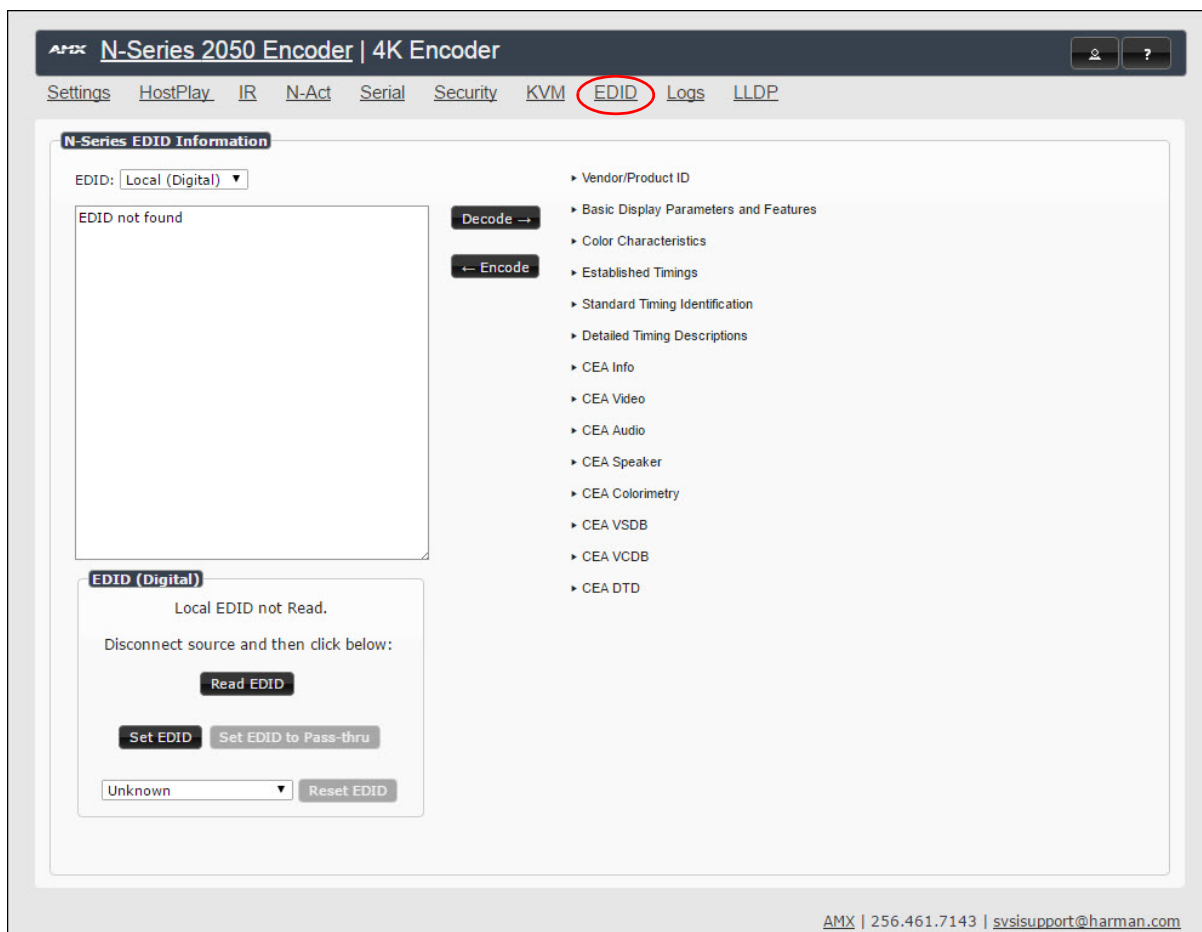 AMX N-Series 2050 Encoder | 4K Encoder
?
Settings HostPlay IR N-Act Serial Security KVM EDID Logs LLDP
N-Series EDID Information
EDID: Local (Digital) ▼
EDID not found
Decode →
← Encode
▸ Vendor/Product ID
▸ Basic Display Parameters and Features
▸ Color Characteristics
▸ Established Timings
▸ Standard Timing Identification
▸ Detailed Timing Descriptions
▸ CEA Info
▸ CEA Video
▸ CEA Audio
▸ CEA Speaker
▸ CEA Colorimetry
▸ CEA VSDB
▸ CEA VCDB
▸ CEA DTD
EDID (Digital)
Local EDID not Read.
Disconnect source and then click below:
Read EDID
Set EDID Set EDID to Pass-thru
Unknown ▼ Reset EDID
AMX | 256.461.7143 | svsisupport@harman.com